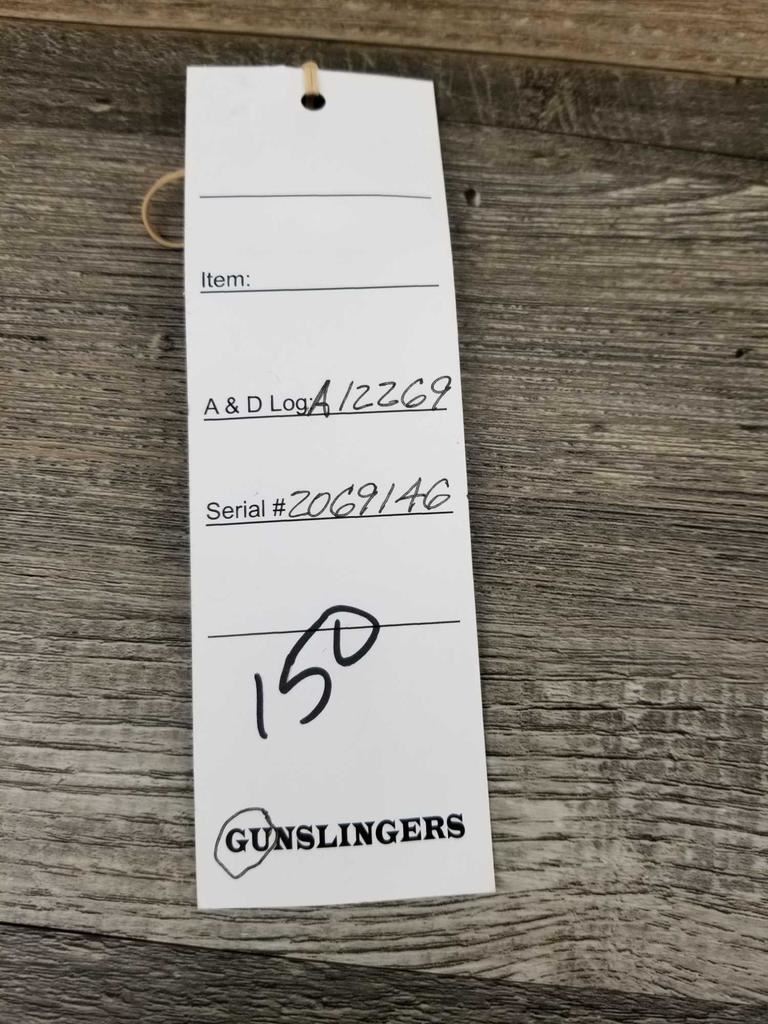 Item:
A & D Log: A12269
Serial # 2069146
150
GUNSLINGERS